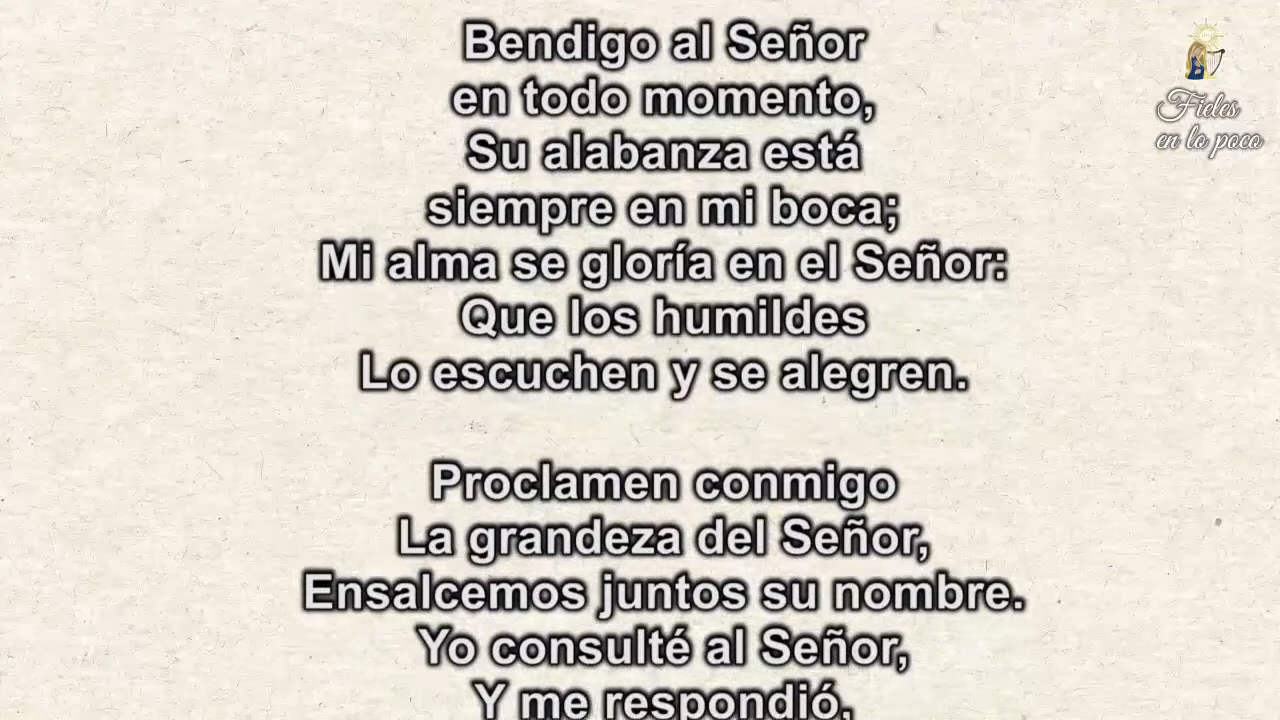 Bendigo al Señor
en todo momento,
Su alabanza está
siempre en mi boca;
Mi alma se gloría en el Señor:
Que los humildes
Lo escuchen y se alegren.
Proclamen conmigo
La grandeza del Señor,
Ensalcemos juntos su nombre.
Yo consulté al Señor,
Y me respondió,
Fieles
en lo poco